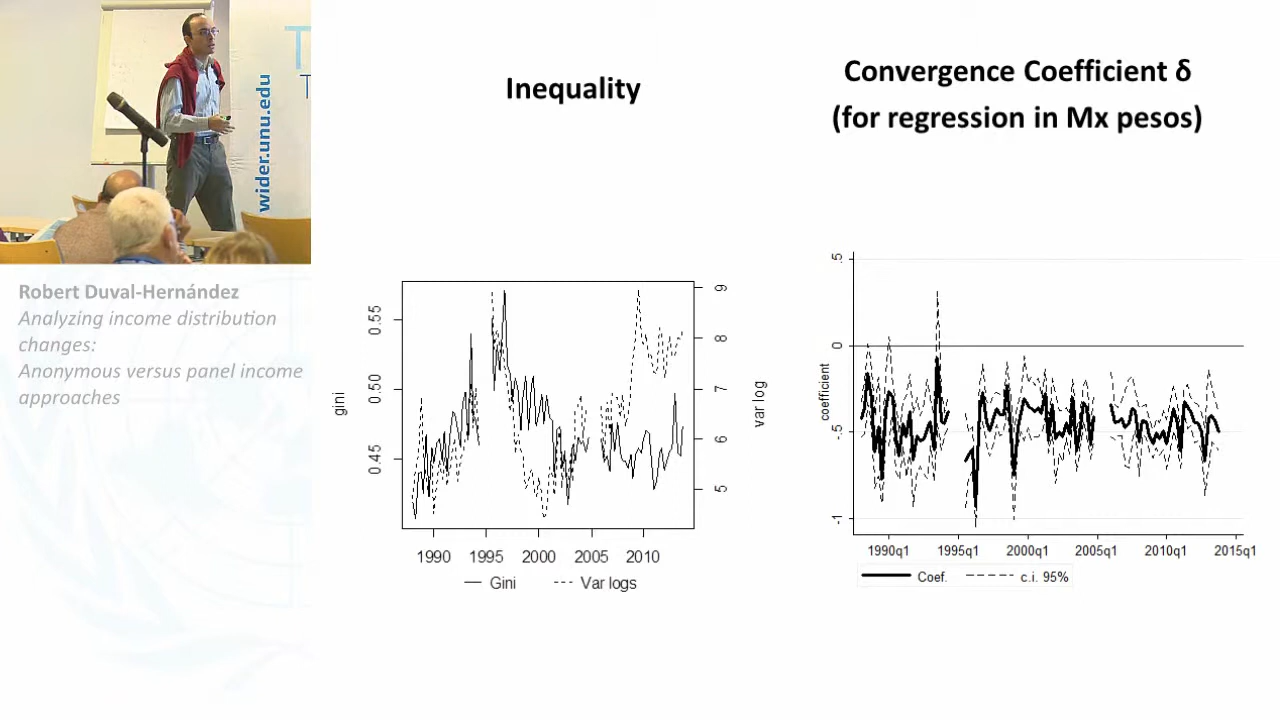 wider.unu.edu
T
T
Robert Duval-Hernández
Analyzing income distribution
changes:
Anonymous versus panel income
approaches
Inequality
gini
0.55
0.50
0.45
9
8
7
6
5
var log
1990 1995 2000 2005 2010
Gini Var logs
Convergence Coefficient δ
(for regression in Mx pesos)
coefficient
.5
0
-.5
-1
1990q1 1995q1 2000q1 2005q1 2010q1 2015q1
Coef. c.i. 95%